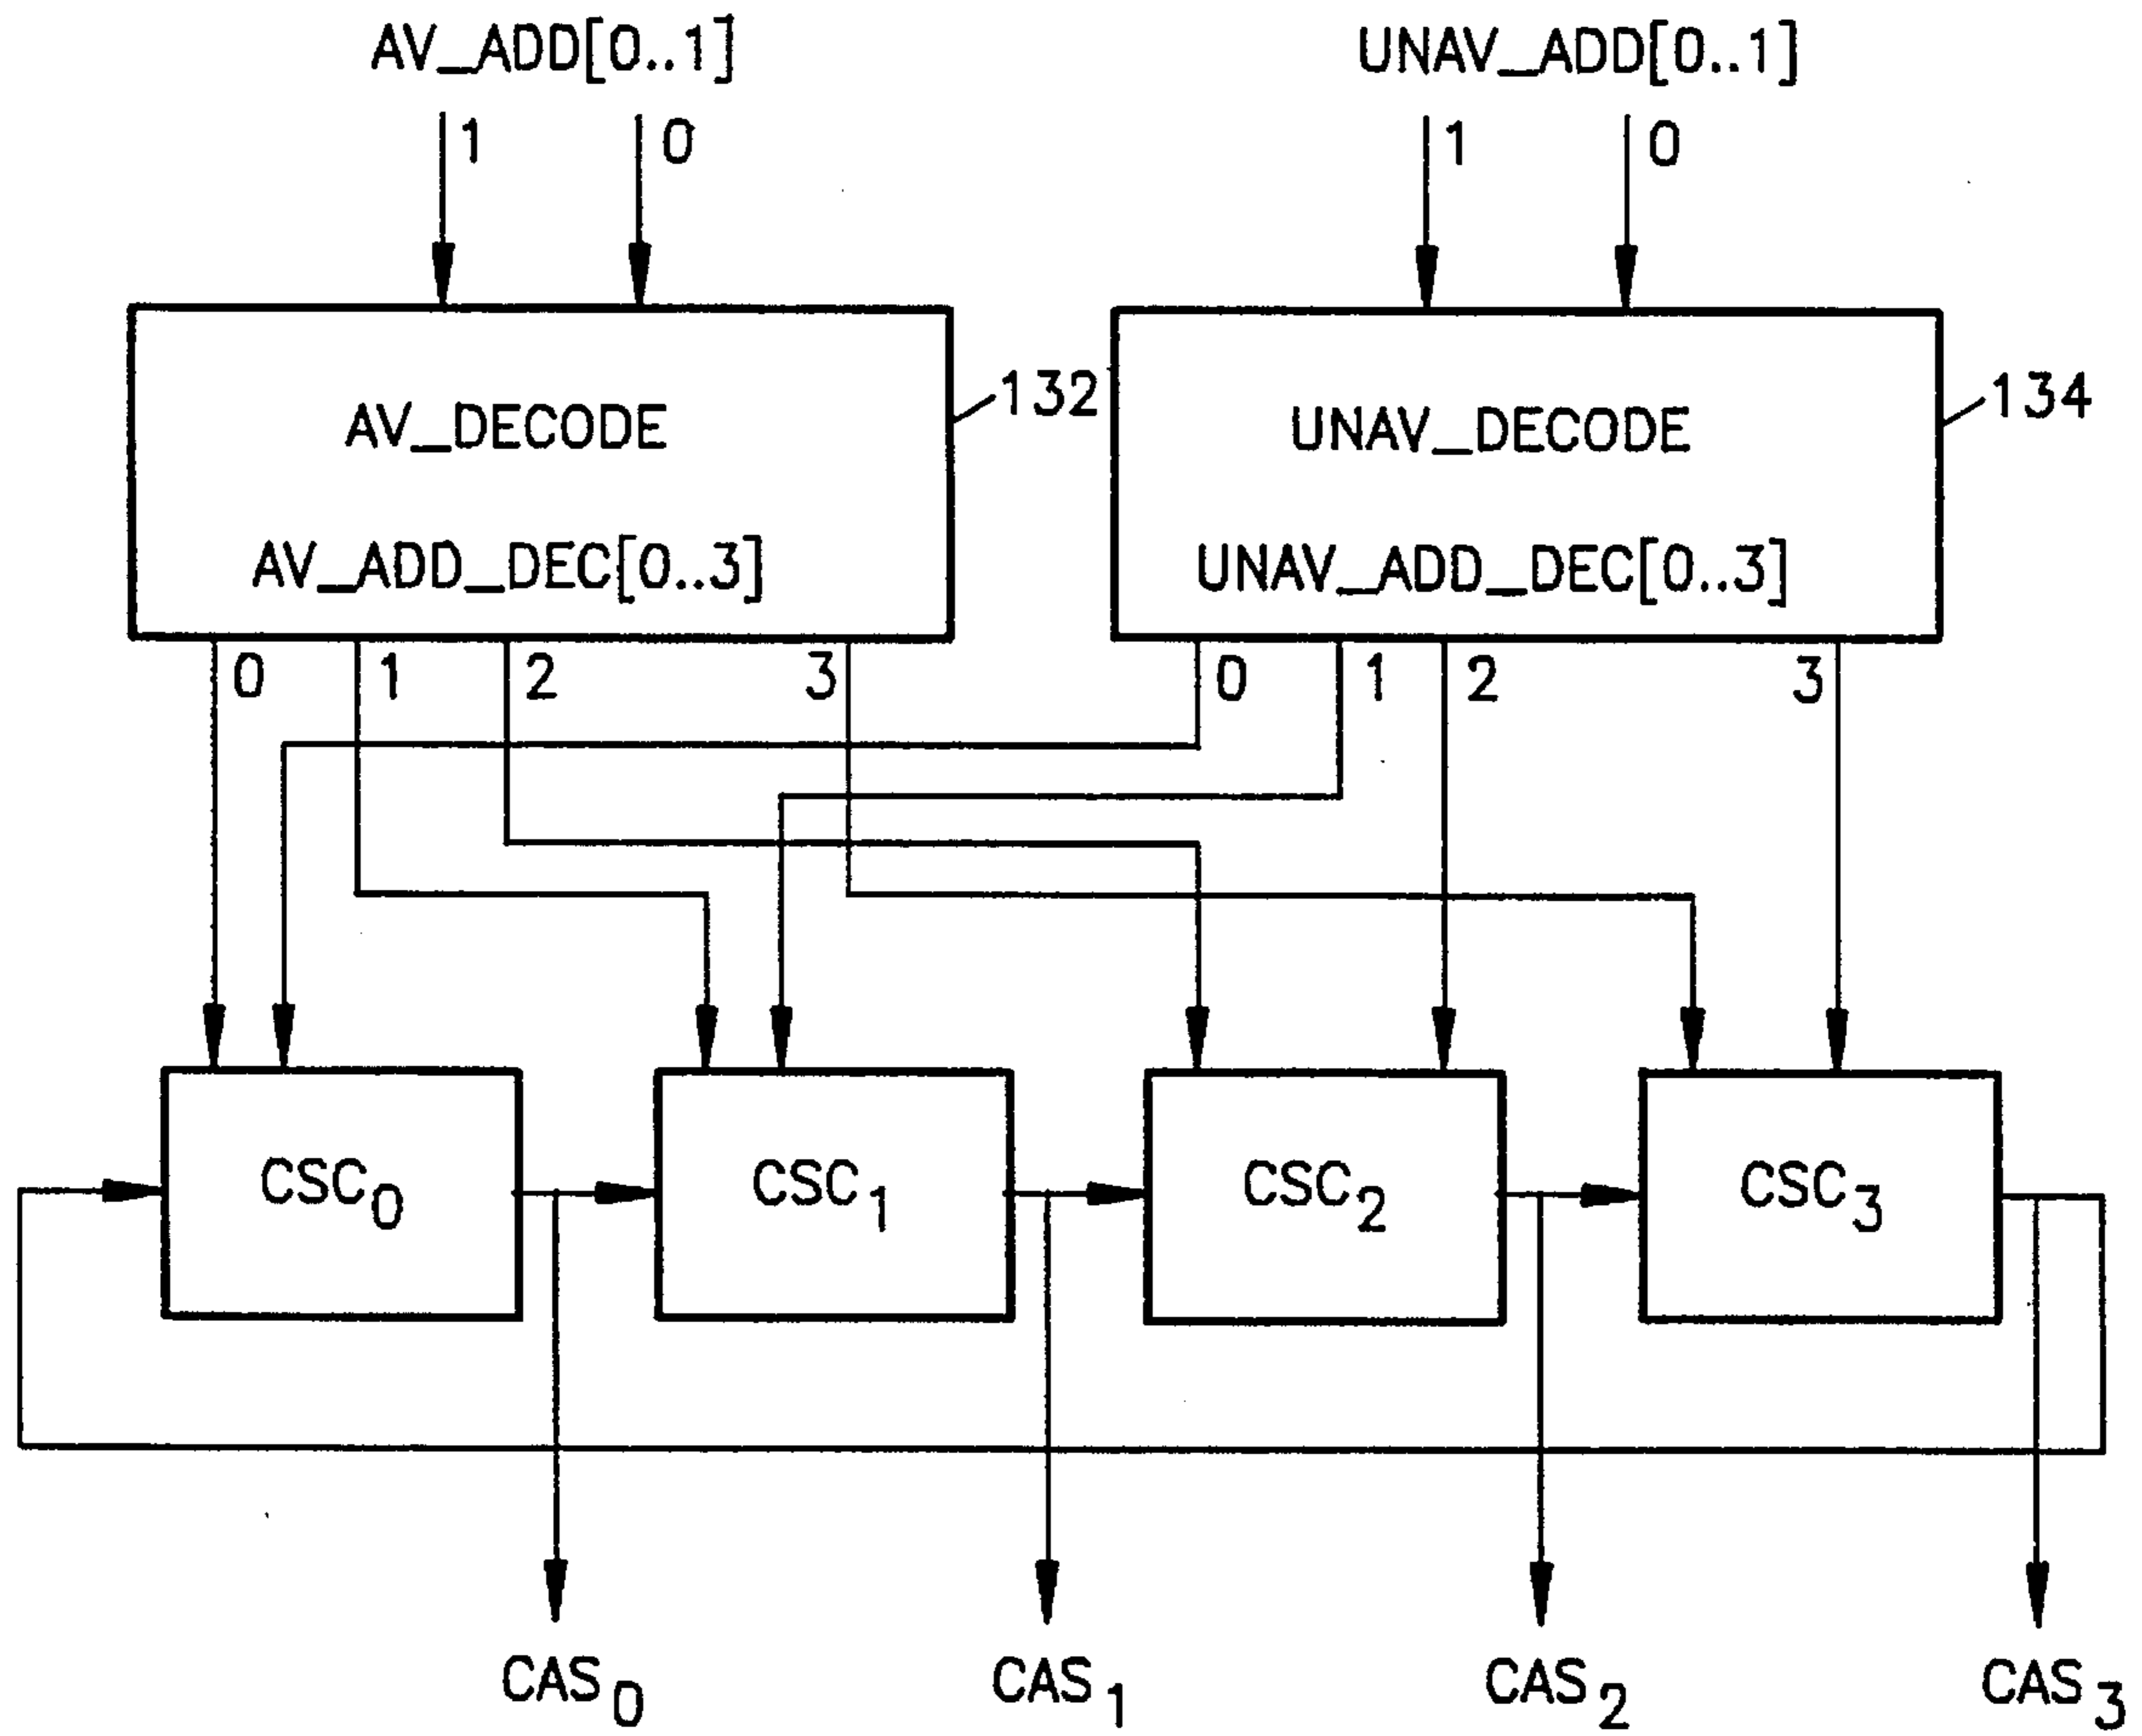 AV_ADD[0..1] UNAV_ADD[0..1]
1 0 1 0
132 134
AV_DECODE UNAV_DECODE
AV_ADD_DEC[0..3] UNAV_ADD_DEC[0..3]
0 1 2 3 0 1 2 3
CSC0 CSC1 CSC2 CSC3
CAS0 CAS1 CAS2 CAS3